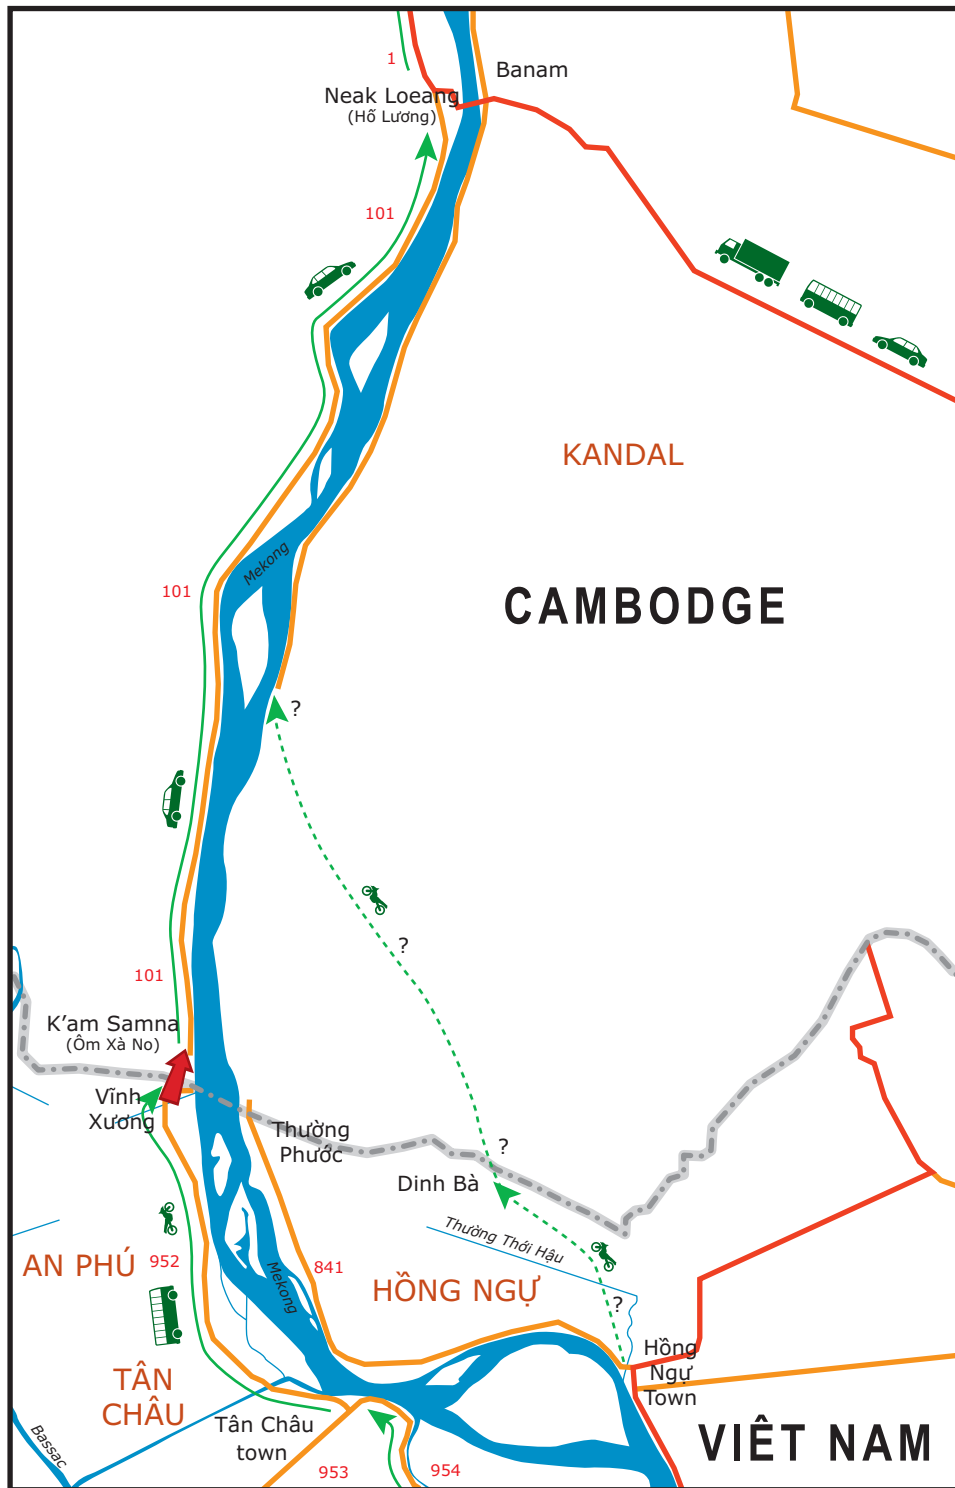 1
Banam
Neak Loeang
(Hố Lương)
101
KANDAL
Mekong
101
CAMBODGE
?
?
101
K'am Samna
(Ôm Xà No)
Vĩnh
Xương
Thường
Phước
?
Dinh Bà
Thường Thới Hậu
AN PHÚ
952
841
Mekong
HỒNG NGỰ
?
Hồng
Ngự
Town
TÂN
CHÂU
Tân Châu
town
Bassac
VIÊT NAM
953
954